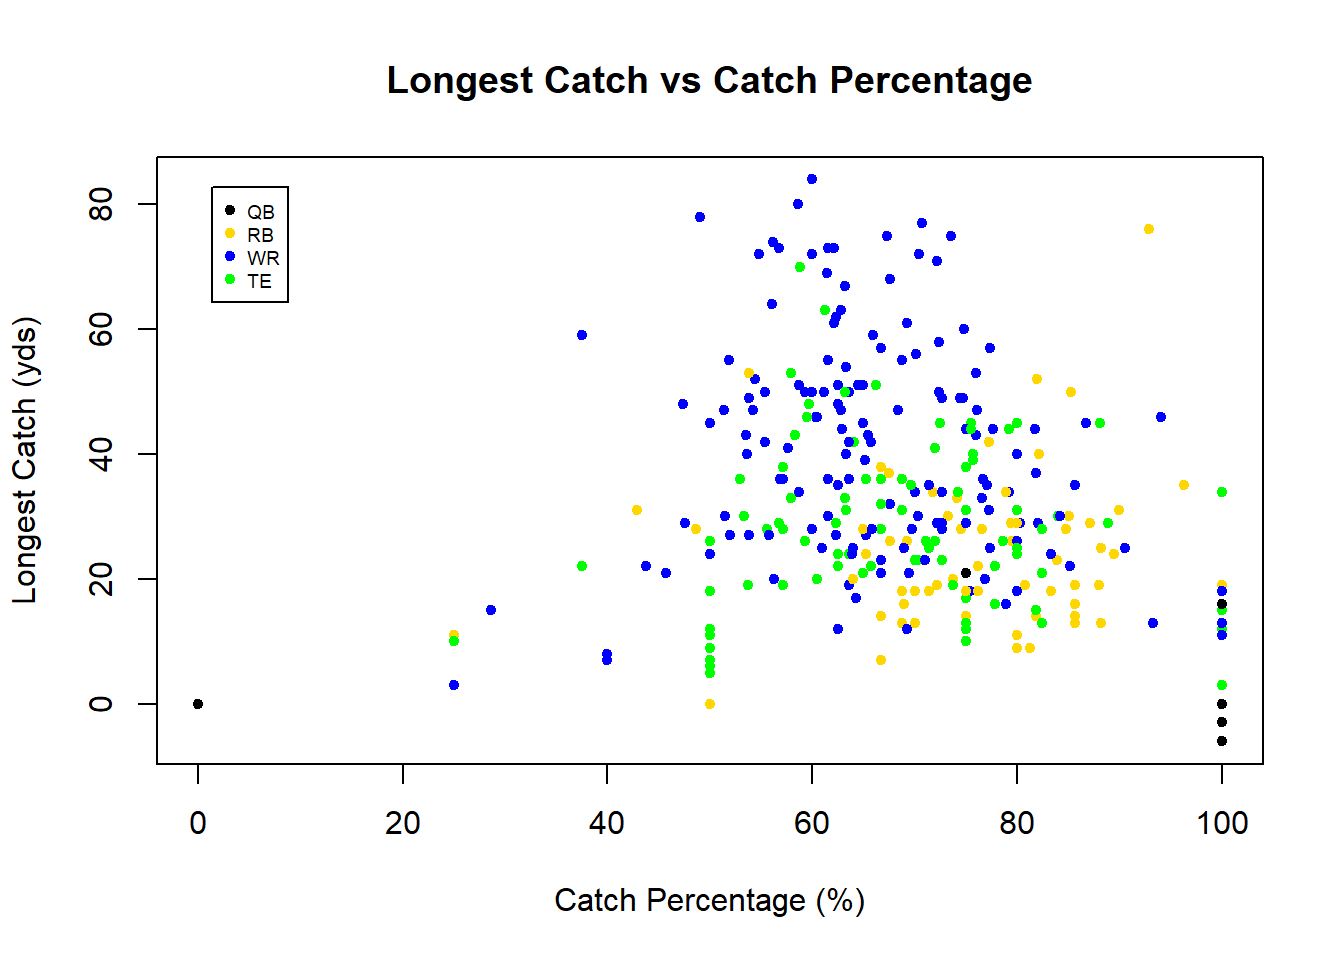 Longest Catch vs Catch Percentage
QB
RB
WR
TE
Longest Catch (yds)
80
60
40
20
0
0 20 40 60 80 100
Catch Percentage (%)